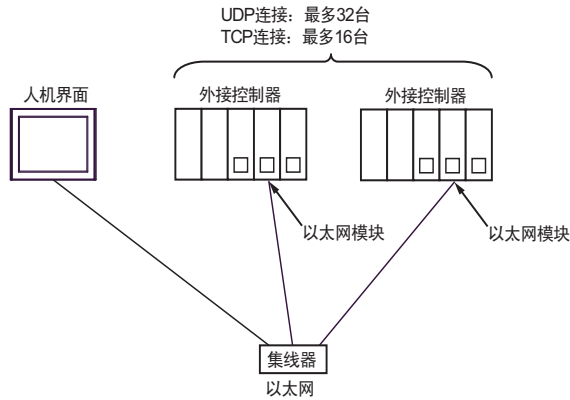 UDP连接：最多32台
TCP连接：最多16台
人机界面
外接控制器
外接控制器
以太网模块
以太网模块
集线器
以太网